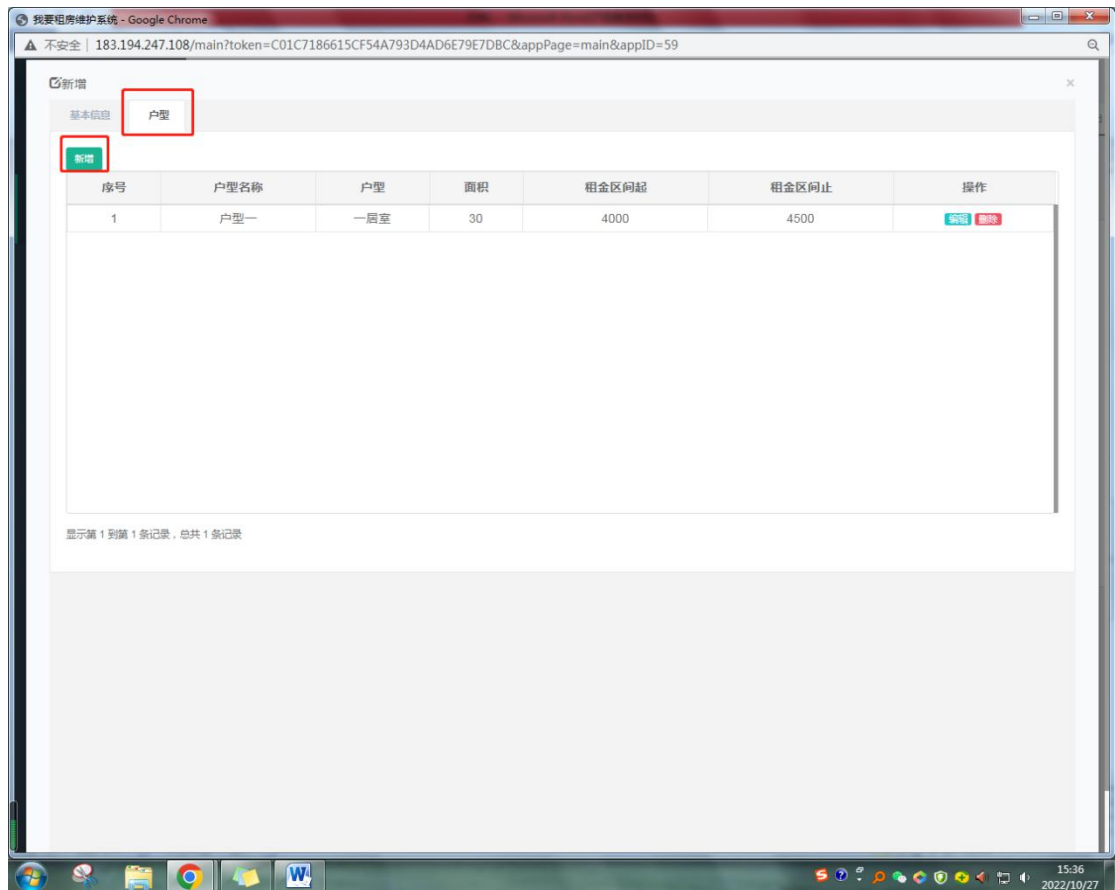 我要租房维护系统 - Google Chrome
不安全 | 183.194.247.108/main?token=C01C7186615CF54A793D4AD6E79E7DBC&appPage=main&appID=59
新增 ×
基本信息 户型
新增
序号 户型名称 户型 面积 租金区间起 租金区间止 操作
1 户型一 一居室 30 4000 4500 编辑 删除
显示第 1 到第 1 条记录，总共 1 条记录
15:36
2022/10/27